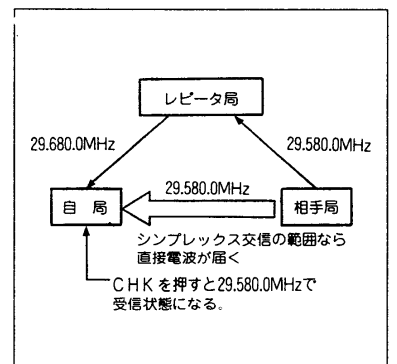 レピータ局
29.680.0MHz
29.580.0MHz
29.580.0MHz
自 局
相手局
シンプレックス交信の範囲なら
直接電波が届く
CHKを押すと29.580.0MHzで
受信状態になる。